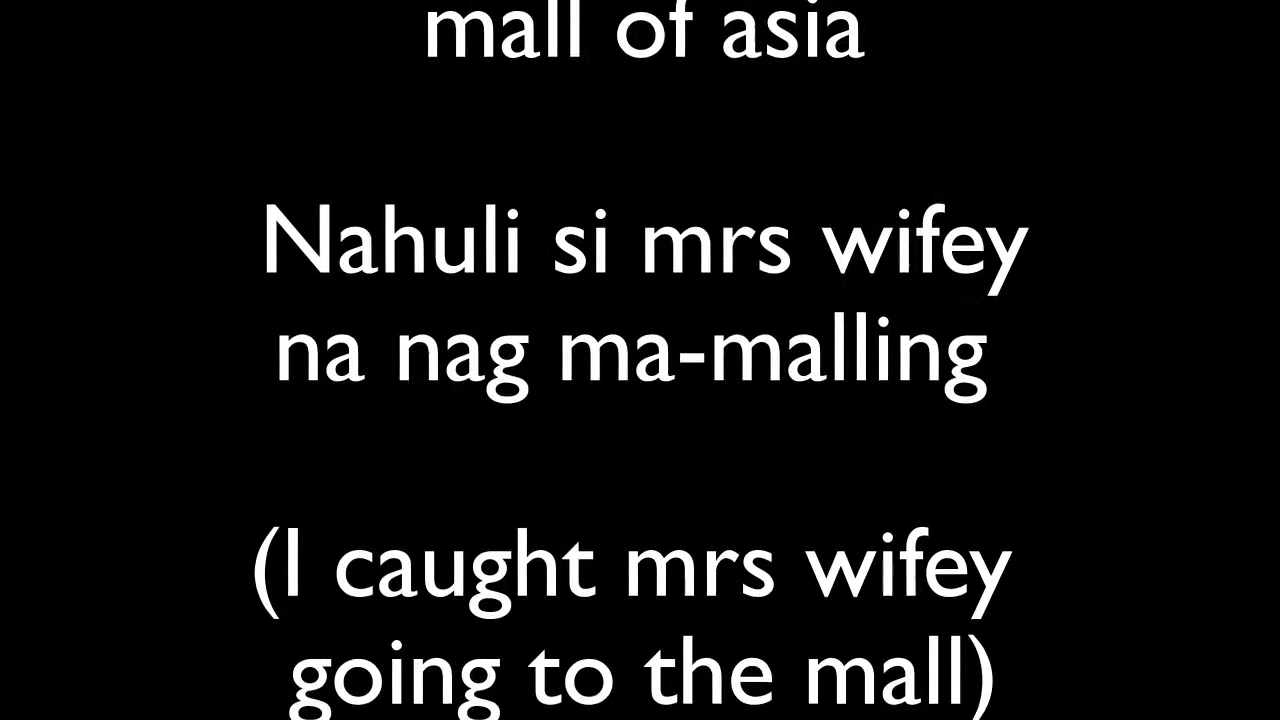 mall of asia
Nahuli si mrs wifey
na nag ma-malling
(I caught mrs wifey
going to the mall)